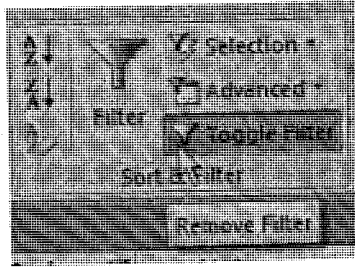 A
Z
Selection
Z
A
Advanced
Filter
Toggle Filter
Sort & Filter
Remove Filter